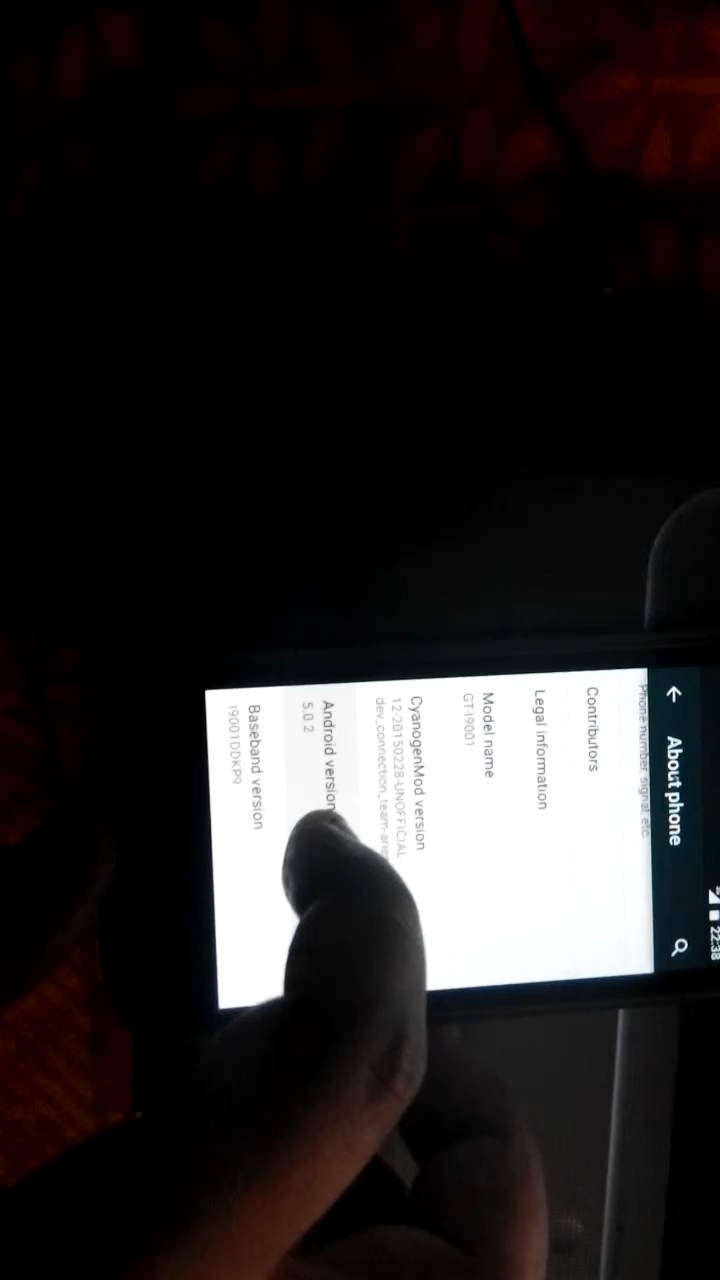 22:38
About phone
Phone number, signal, etc.
Contributors
Legal information
Model name
GT-I9001
CyanogenMod version
12-20150228-UNOFFICIAL
dev_connection_team-
Android version
5.0.2
Baseband version
I9001DDKP9